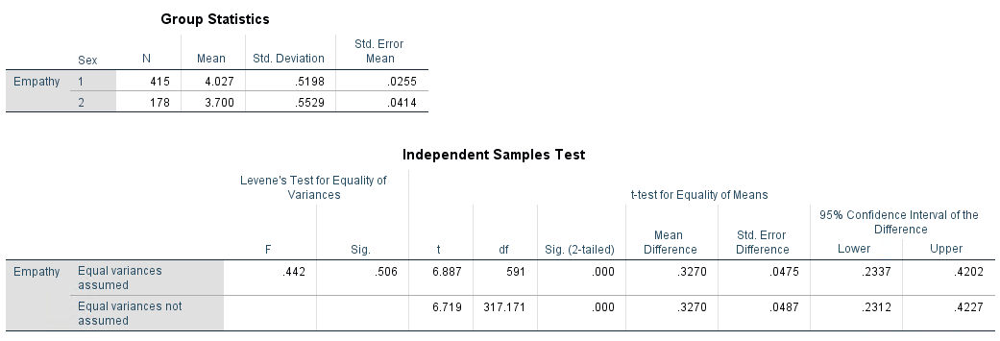 Group Statistics
Sex N Mean Std. Deviation Std. Error Mean
Empathy 1 415 4.027 .5198 .0255
2 178 3.700 .5529 .0414
Independent Samples Test
Levene's Test for Equality of Variances t-test for Equality of Means
F Sig. t df Sig. (2-tailed) Mean Difference Std. Error Difference 95% Confidence Interval of the Difference
Lower Upper
Empathy Equal variances assumed .442 .506 6.887 591 .000 .3270 .0475 .2337 .4202
Equal variances not assumed 6.719 317.171 .000 .3270 .0487 .2312 .4227